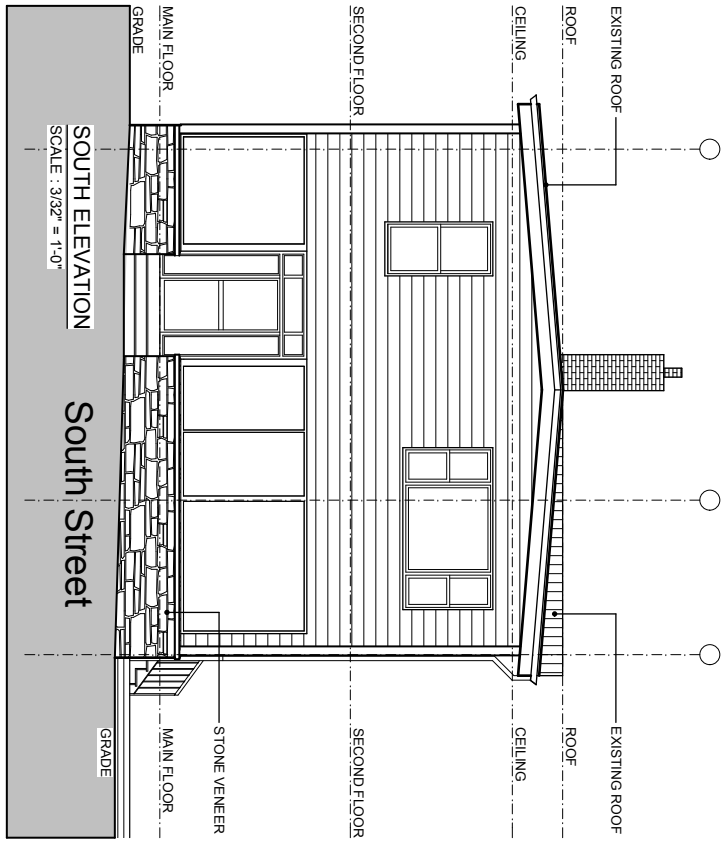 EXISTING ROOF
ROOF
CEILING
SECOND FLOOR
MAIN FLOOR
GRADE
EXISTING ROOF
ROOF
CEILING
SECOND FLOOR
STONE VENEER
MAIN FLOOR
GRADE
SOUTH ELEVATION
SCALE : 3/32" = 1'-0"
South Street